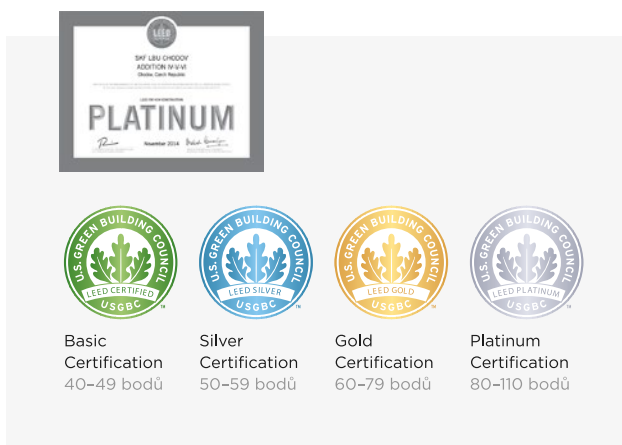 LEED
SKF LBU CHODOV
ADDITION IV-V-VI
Chodov, Czech Republic
PLATINUM
November 2014
U.S. GREEN BUILDING COUNCIL
LEED CERTIFIED
USGBC
U.S. GREEN BUILDING COUNCIL
LEED SILVER
USGBC
U.S. GREEN BUILDING COUNCIL
LEED GOLD
USGBC
U.S. GREEN BUILDING COUNCIL
LEED PLATINUM
USGBC
Basic
Certification
40–49 bodů
Silver
Certification
50–59 bodů
Gold
Certification
60–79 bodů
Platinum
Certification
80–110 bodů